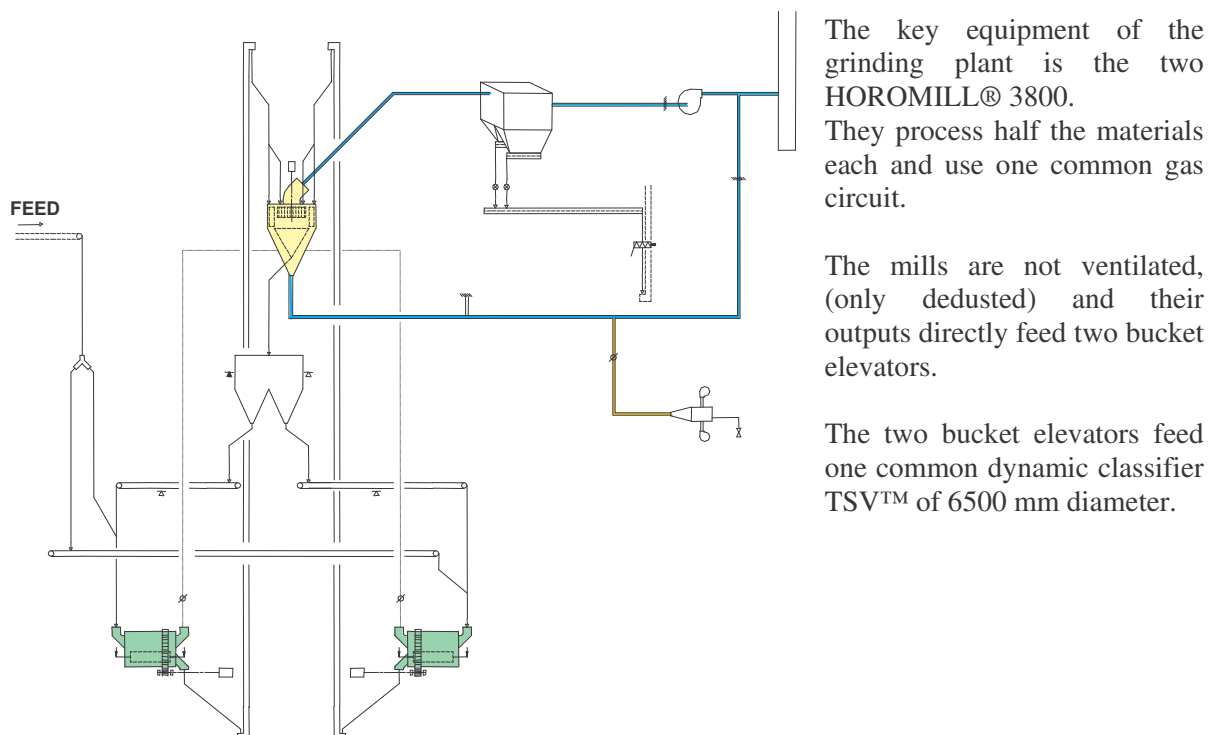 FEED
The key equipment of the
grinding plant is the two
HOROMILL® 3800.
They process half the materials
each and use one common gas
circuit.
The mills are not ventilated,
(only dedusted) and their
outputs directly feed two bucket
elevators.
The two bucket elevators feed
one common dynamic classifier
TSV™ of 6500 mm diameter.